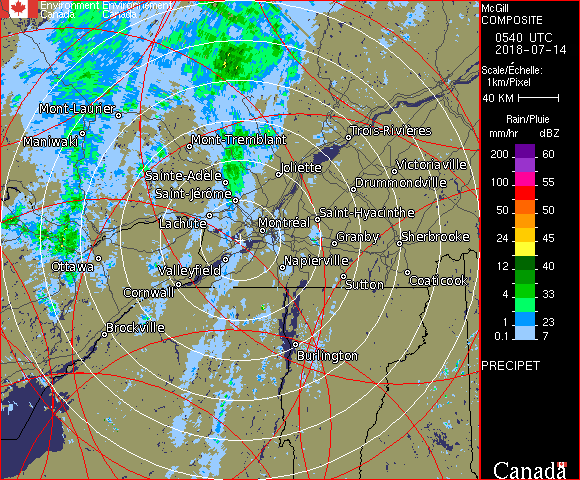 Environment Environnement
Canada Canada
Mont-Laurier
Maniwaki
Mont-Tremblant
Trois-Rivières
Sainte-Adèle
Joliette
Victoriaville
Saint-Jérôme
Drummondville
Lachute
Montréal
Saint-Hyacinthe
Granby
Sherbrooke
Ottawa
Valleyfield
Napierville
Cornwall
Sutton
Coaticook
Brockville
Burlington
McGill
COMPOSITE
0540 UTC
2018-07-14
Scale/Échelle:
1km/Pixel
40 KM
Rain/Pluie
mm/hr dBZ
200 60
100 55
50 50
24 45
12 40
4 33
1 23
0.1 7
PRECIPET
Canada